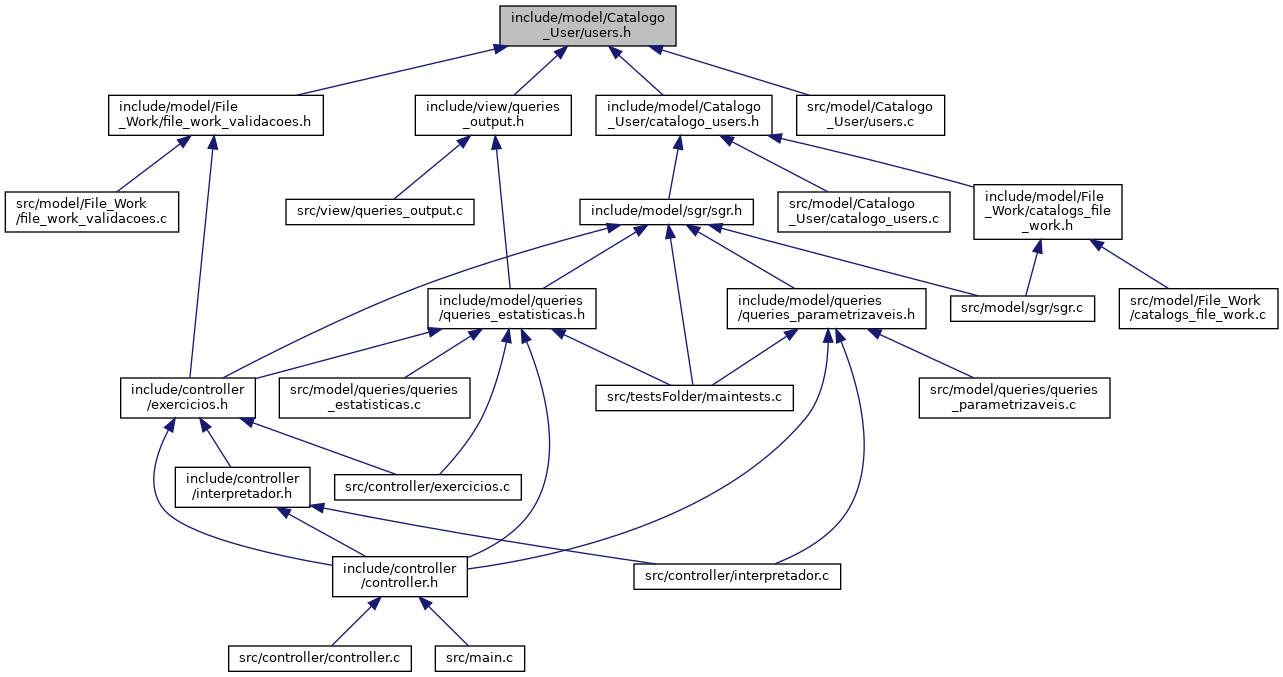 include/model/Catalogo
_User/users.h
include/model/File
_Work/file_work_validacoes.h
include/view/queries
_output.h
include/model/Catalogo
_User/catalogo_users.h
src/model/Catalogo
_User/users.c
src/model/File_Work
/file_work_validacoes.c
src/view/queries_output.c
include/model/sgr/sgr.h
src/model/Catalogo
_User/catalogo_users.c
include/model/File
_Work/catalogs_file
_work.h
include/model/queries
/queries_estatisticas.h
include/model/queries
/queries_parametrizaveis.h
src/model/sgr/sgr.c
src/model/File_Work
/catalogs_file_work.c
include/controller
/exercicios.h
src/model/queries/queries
_estatisticas.c
src/testsFolder/maintests.c
src/model/queries/queries
_parametrizaveis.c
include/controller
/interpretador.h
src/controller/exercicios.c
include/controller
/controller.h
src/controller/interpretador.c
src/controller/controller.c
src/main.c